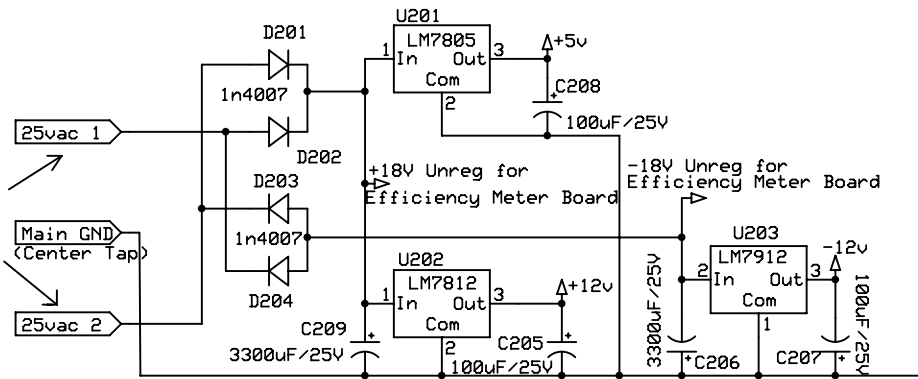 U201
D201
LM7805
+5v
1
In
Out
3
Com
2
C208
+
100uF/25V
1n4007
25vac 1
D202
+18V Unreg for
Efficiency Meter Board
-18V Unreg for
Efficiency Meter Board
D203
Main GND
(Center Tap)
1n4007
D204
U202
LM7812
+12v
1
In
Out
3
Com
2
U203
LM7912
-12v
2
In
Out
3
Com
1
25vac 2
C209
+
3300uF/25V
C205
+
100uF/25V
3300uF/25V
+
C206
C207
+
100uF/25V